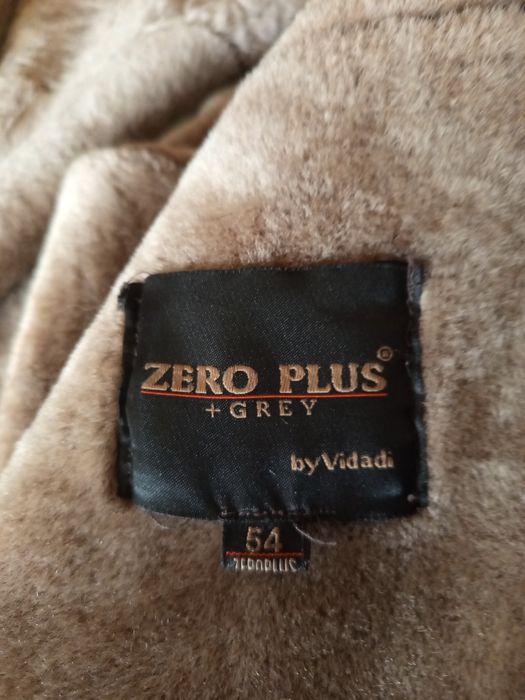 ZERO PLUS®
+ GREY
by Vidadi
54
ZEROPLUS